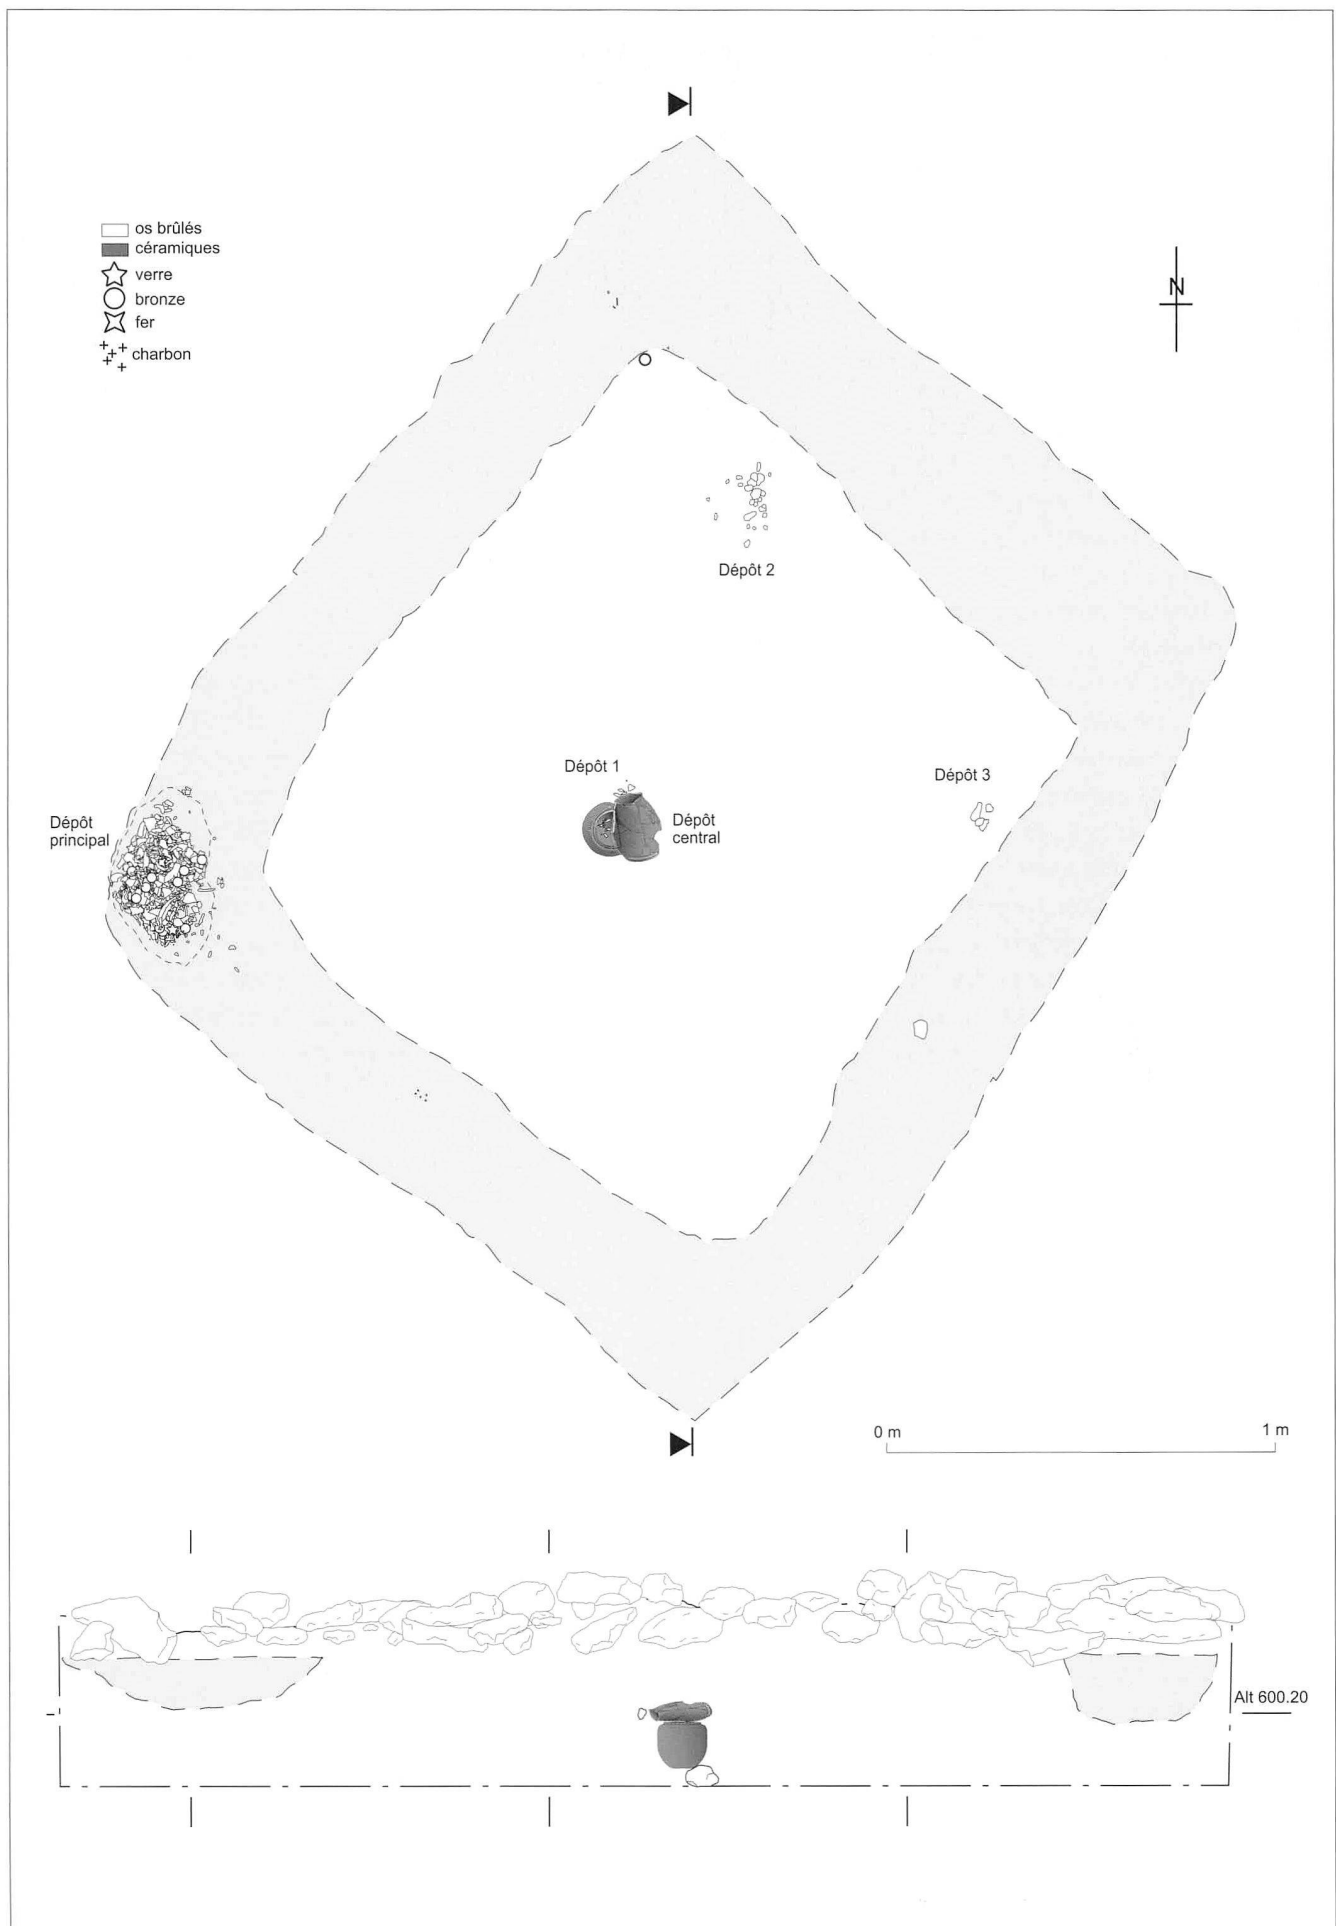 os brûlés
céramiques
verre
bronze
fer
charbon
N
Dépôt 2
Dépôt 1
Dépôt 3
Dépôt
principal
Dépôt
central
0 m
1 m
Alt 600.20